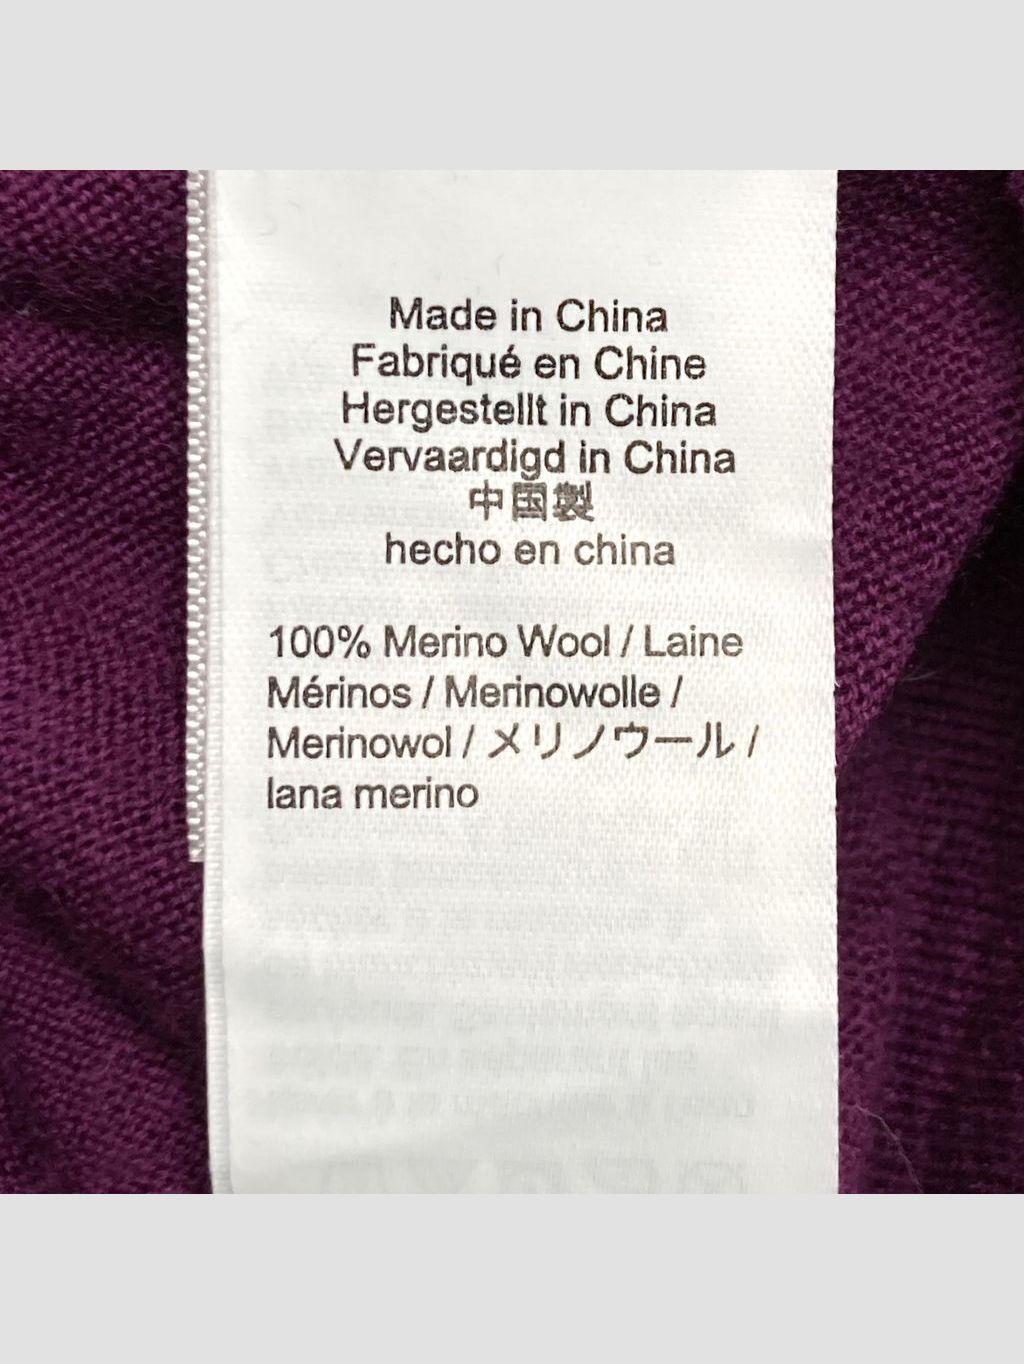 Made in China
Fabriqué en Chine
Hergestellt in China
Vervaardigd in China
中国製
hecho en china
100% Merino Wool / Laine
Mérinos / Merinowolle /
Merinowol / メリノウール /
lana merino